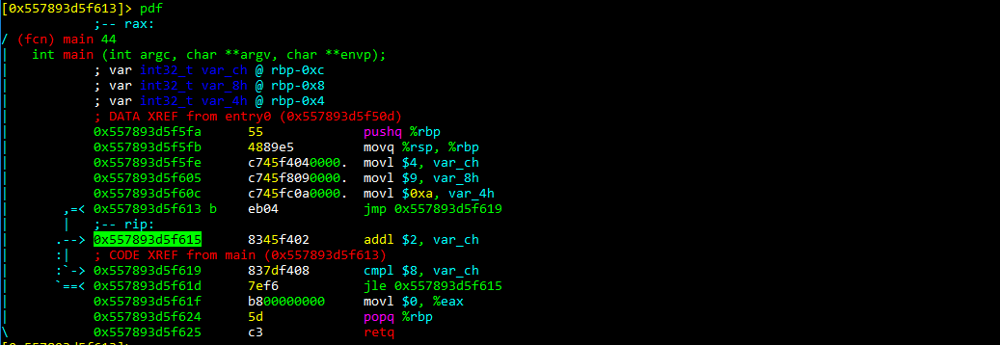 [0x557893d5f613]> pdf
;-- rax:
/ (fcn) main 44
|   int main (int argc, char **argv, char **envp);
|           ; var int32_t var_ch @ rbp-0xc
|           ; var int32_t var_8h @ rbp-0x8
|           ; var int32_t var_4h @ rbp-0x4
|           ; DATA XREF from entry0 (0x557893d5f50d)
|           0x557893d5f5fa      55             pushq %rbp
|           0x557893d5f5fb      4889e5         movq %rsp, %rbp
|           0x557893d5f5fe      c745f4040000.  movl $4, var_ch
|           0x557893d5f605      c745f8090000.  movl $9, var_8h
|           0x557893d5f60c      c745fc0a0000.  movl $0xa, var_4h
|       ,=< 0x557893d5f613 b    eb04           jmp 0x557893d5f619
|       |   ;-- rip:
|      .--> 0x557893d5f615      8345f402       addl $2, var_ch
|      :|   ; CODE XREF from main (0x557893d5f613)
|      :`-> 0x557893d5f619      837df408       cmpl $8, var_ch
|      `==< 0x557893d5f61d      7ef6           jle 0x557893d5f615
|           0x557893d5f61f      b800000000     movl $0, %eax
|           0x557893d5f624      5d             popq %rbp
\           0x557893d5f625      c3             retq
[0x557893d5f613]>